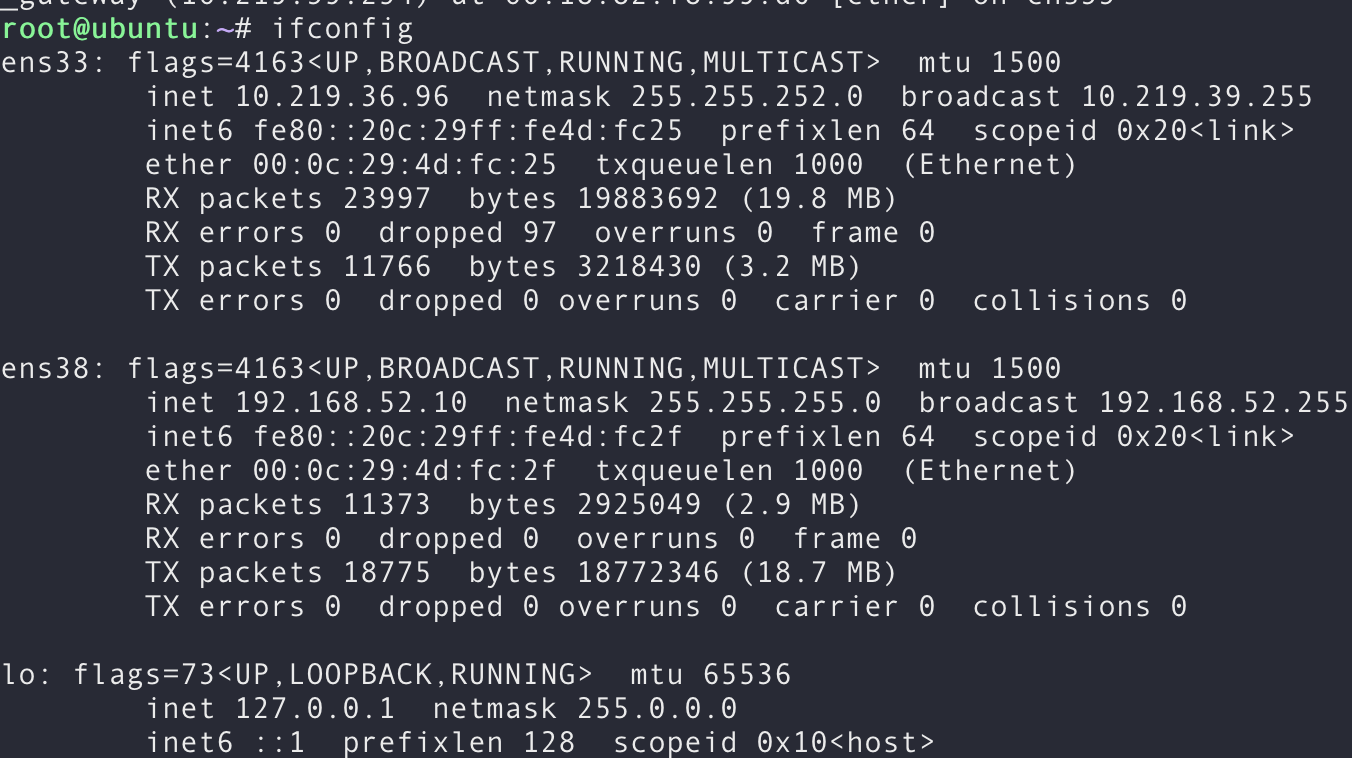 root@ubuntu:~# ifconfig
ens33: flags=4163<UP,BROADCAST,RUNNING,MULTICAST>  mtu 1500
        inet 10.219.36.96  netmask 255.255.252.0  broadcast 10.219.39.255
        inet6 fe80::20c:29ff:fe4d:fc25  prefixlen 64  scopeid 0x20<link>
        ether 00:0c:29:4d:fc:25  txqueuelen 1000  (Ethernet)
        RX packets 23997  bytes 19883692 (19.8 MB)
        RX errors 0  dropped 97  overruns 0  frame 0
        TX packets 11766  bytes 3218430 (3.2 MB)
        TX errors 0  dropped 0 overruns 0  carrier 0  collisions 0

ens38: flags=4163<UP,BROADCAST,RUNNING,MULTICAST>  mtu 1500
        inet 192.168.52.10  netmask 255.255.255.0  broadcast 192.168.52.255
        inet6 fe80::20c:29ff:fe4d:fc2f  prefixlen 64  scopeid 0x20<link>
        ether 00:0c:29:4d:fc:2f  txqueuelen 1000  (Ethernet)
        RX packets 11373  bytes 2925049 (2.9 MB)
        RX errors 0  dropped 0  overruns 0  frame 0
        TX packets 18775  bytes 18772346 (18.7 MB)
        TX errors 0  dropped 0 overruns 0  carrier 0  collisions 0

lo: flags=73<UP,LOOPBACK,RUNNING>  mtu 65536
        inet 127.0.0.1  netmask 255.0.0.0
        inet6 ::1  prefixlen 128  scopeid 0x10<host>